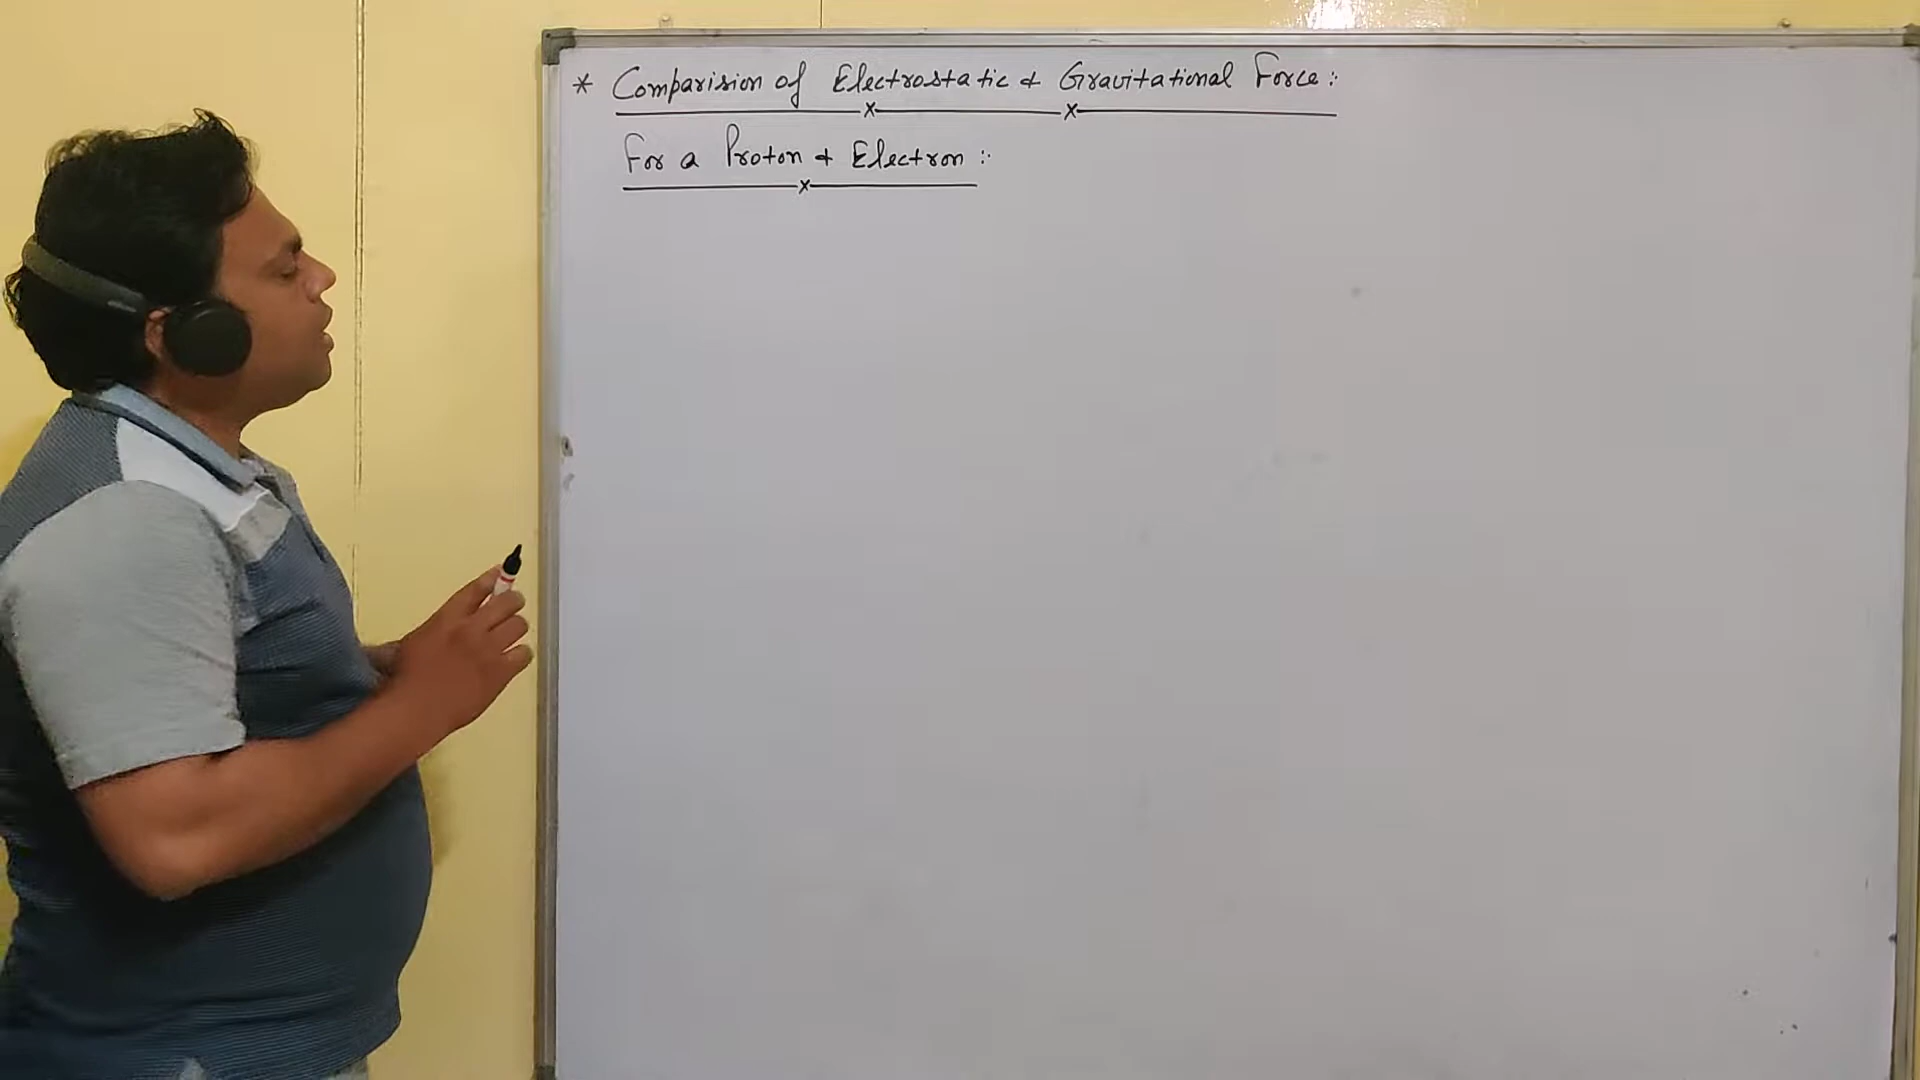 * Comparision of Electrostatic & Gravitational Force :
For a Proton & Electron :